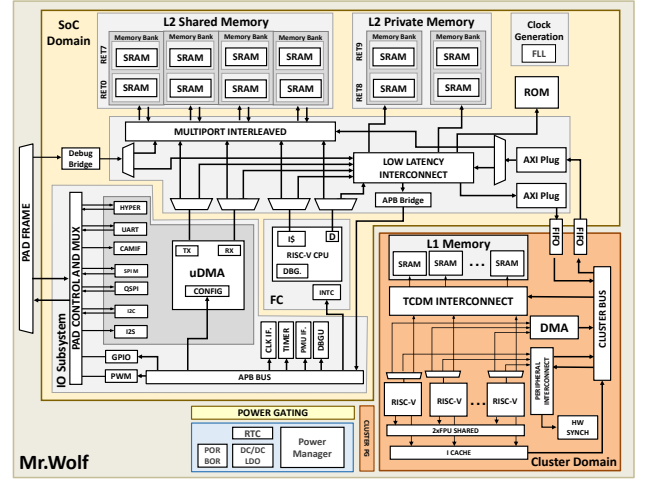 SoC
Domain
L2 Shared Memory
L2 Private Memory
Clock
Generation
FLL
RET7
RET0
Memory Bank
SRAM
SRAM
Memory Bank
SRAM
SRAM
Memory Bank
SRAM
SRAM
Memory Bank
SRAM
SRAM
RET9
RET8
Memory Bank
SRAM
SRAM
Memory Bank
SRAM
SRAM
ROM
MULTIPORT INTERLEAVED
Debug
Bridge
LOW LATENCY
INTERCONNECT
AXI Plug
AXI Plug
APB Bridge
PAD FRAME
IO Subsystem
PAD CONTROL AND MUX
HYPER
UART
CAMIF
SPI M
QSPI
I2C
I2S
GPIO
PWM
TX
RX
uDMA
CONFIG
I$
D
RISC-V CPU
DBG.
INTC
FC
CLK IF.
TIMER
PMU IF.
DBGU
APB BUS
FIFO
FIFO
L1 Memory
SRAM
SRAM
...
SRAM
TCDM INTERCONNECT
CLUSTER BUS
DMA
PERIPHERAL
INTERCONNECT
RISC-V
RISC-V
...
RISC-V
2xFPU SHARED
HW
SYNCH
I CACHE
Cluster Domain
POWER GATING
CLUSTER PG
RTC
POR
BOR
DC/DC
LDO
Power
Manager
Mr.Wolf